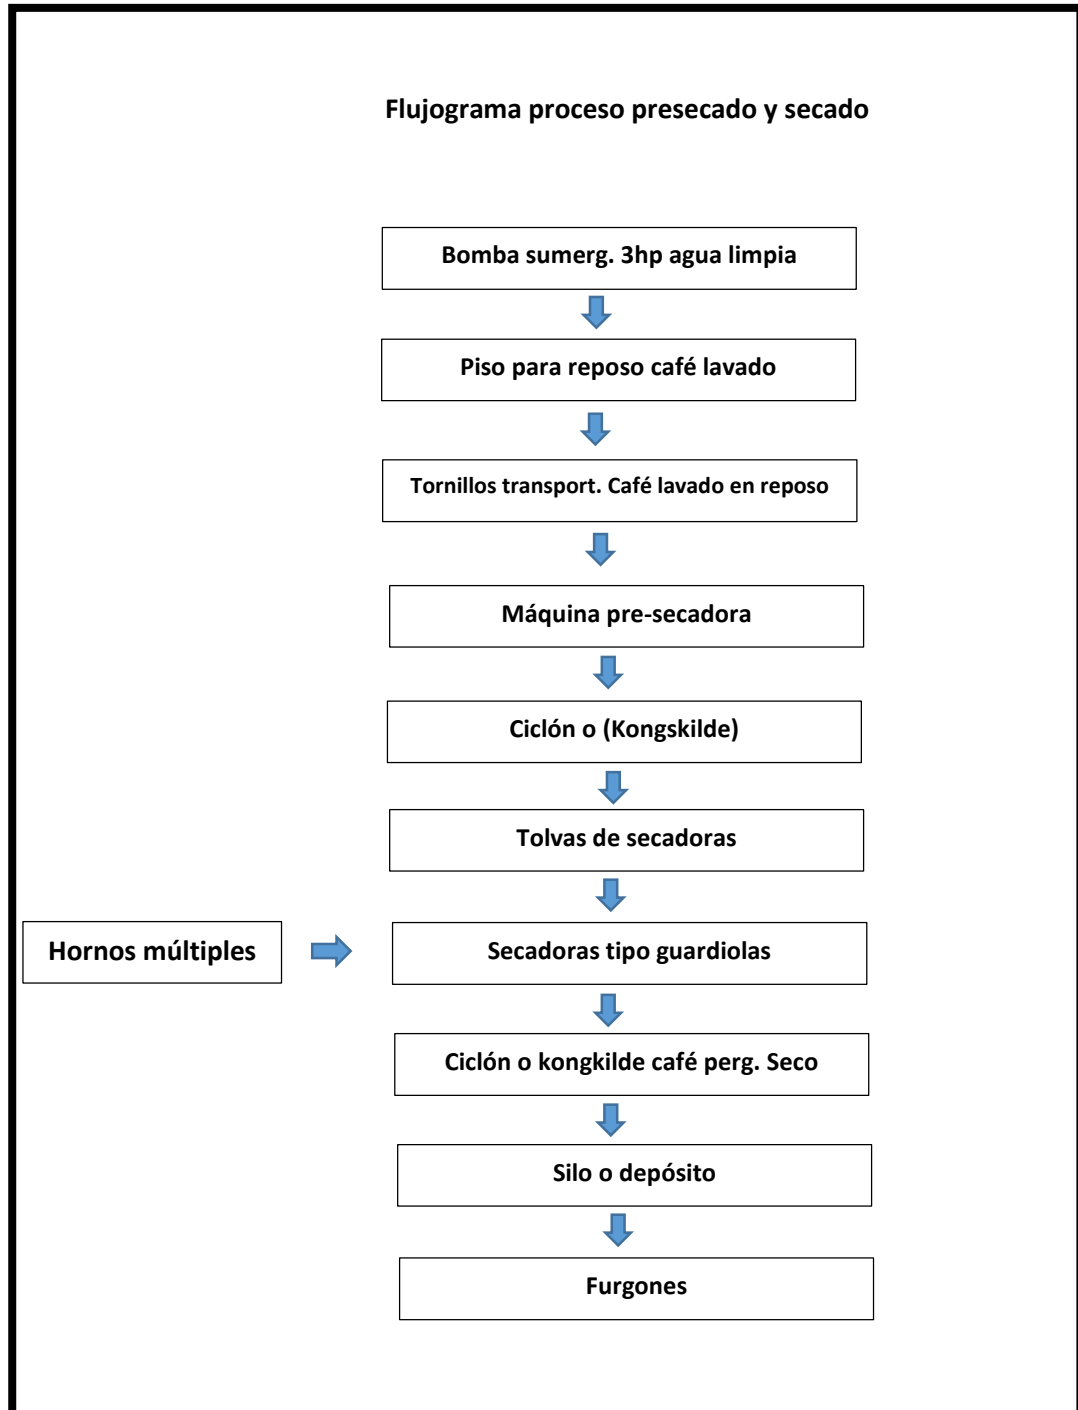 Flujograma proceso presecado y secado
Bomba sumerg. 3hp agua limpia
Piso para reposo café lavado
Tornillos transport. Café lavado en reposo
Máquina pre-secadora
Ciclón o (Kongskilde)
Tolvas de secadoras
Hornos múltiples
Secadoras tipo guardiolas
Ciclón o kongkilde café perg. Seco
Silo o depósito
Furgones